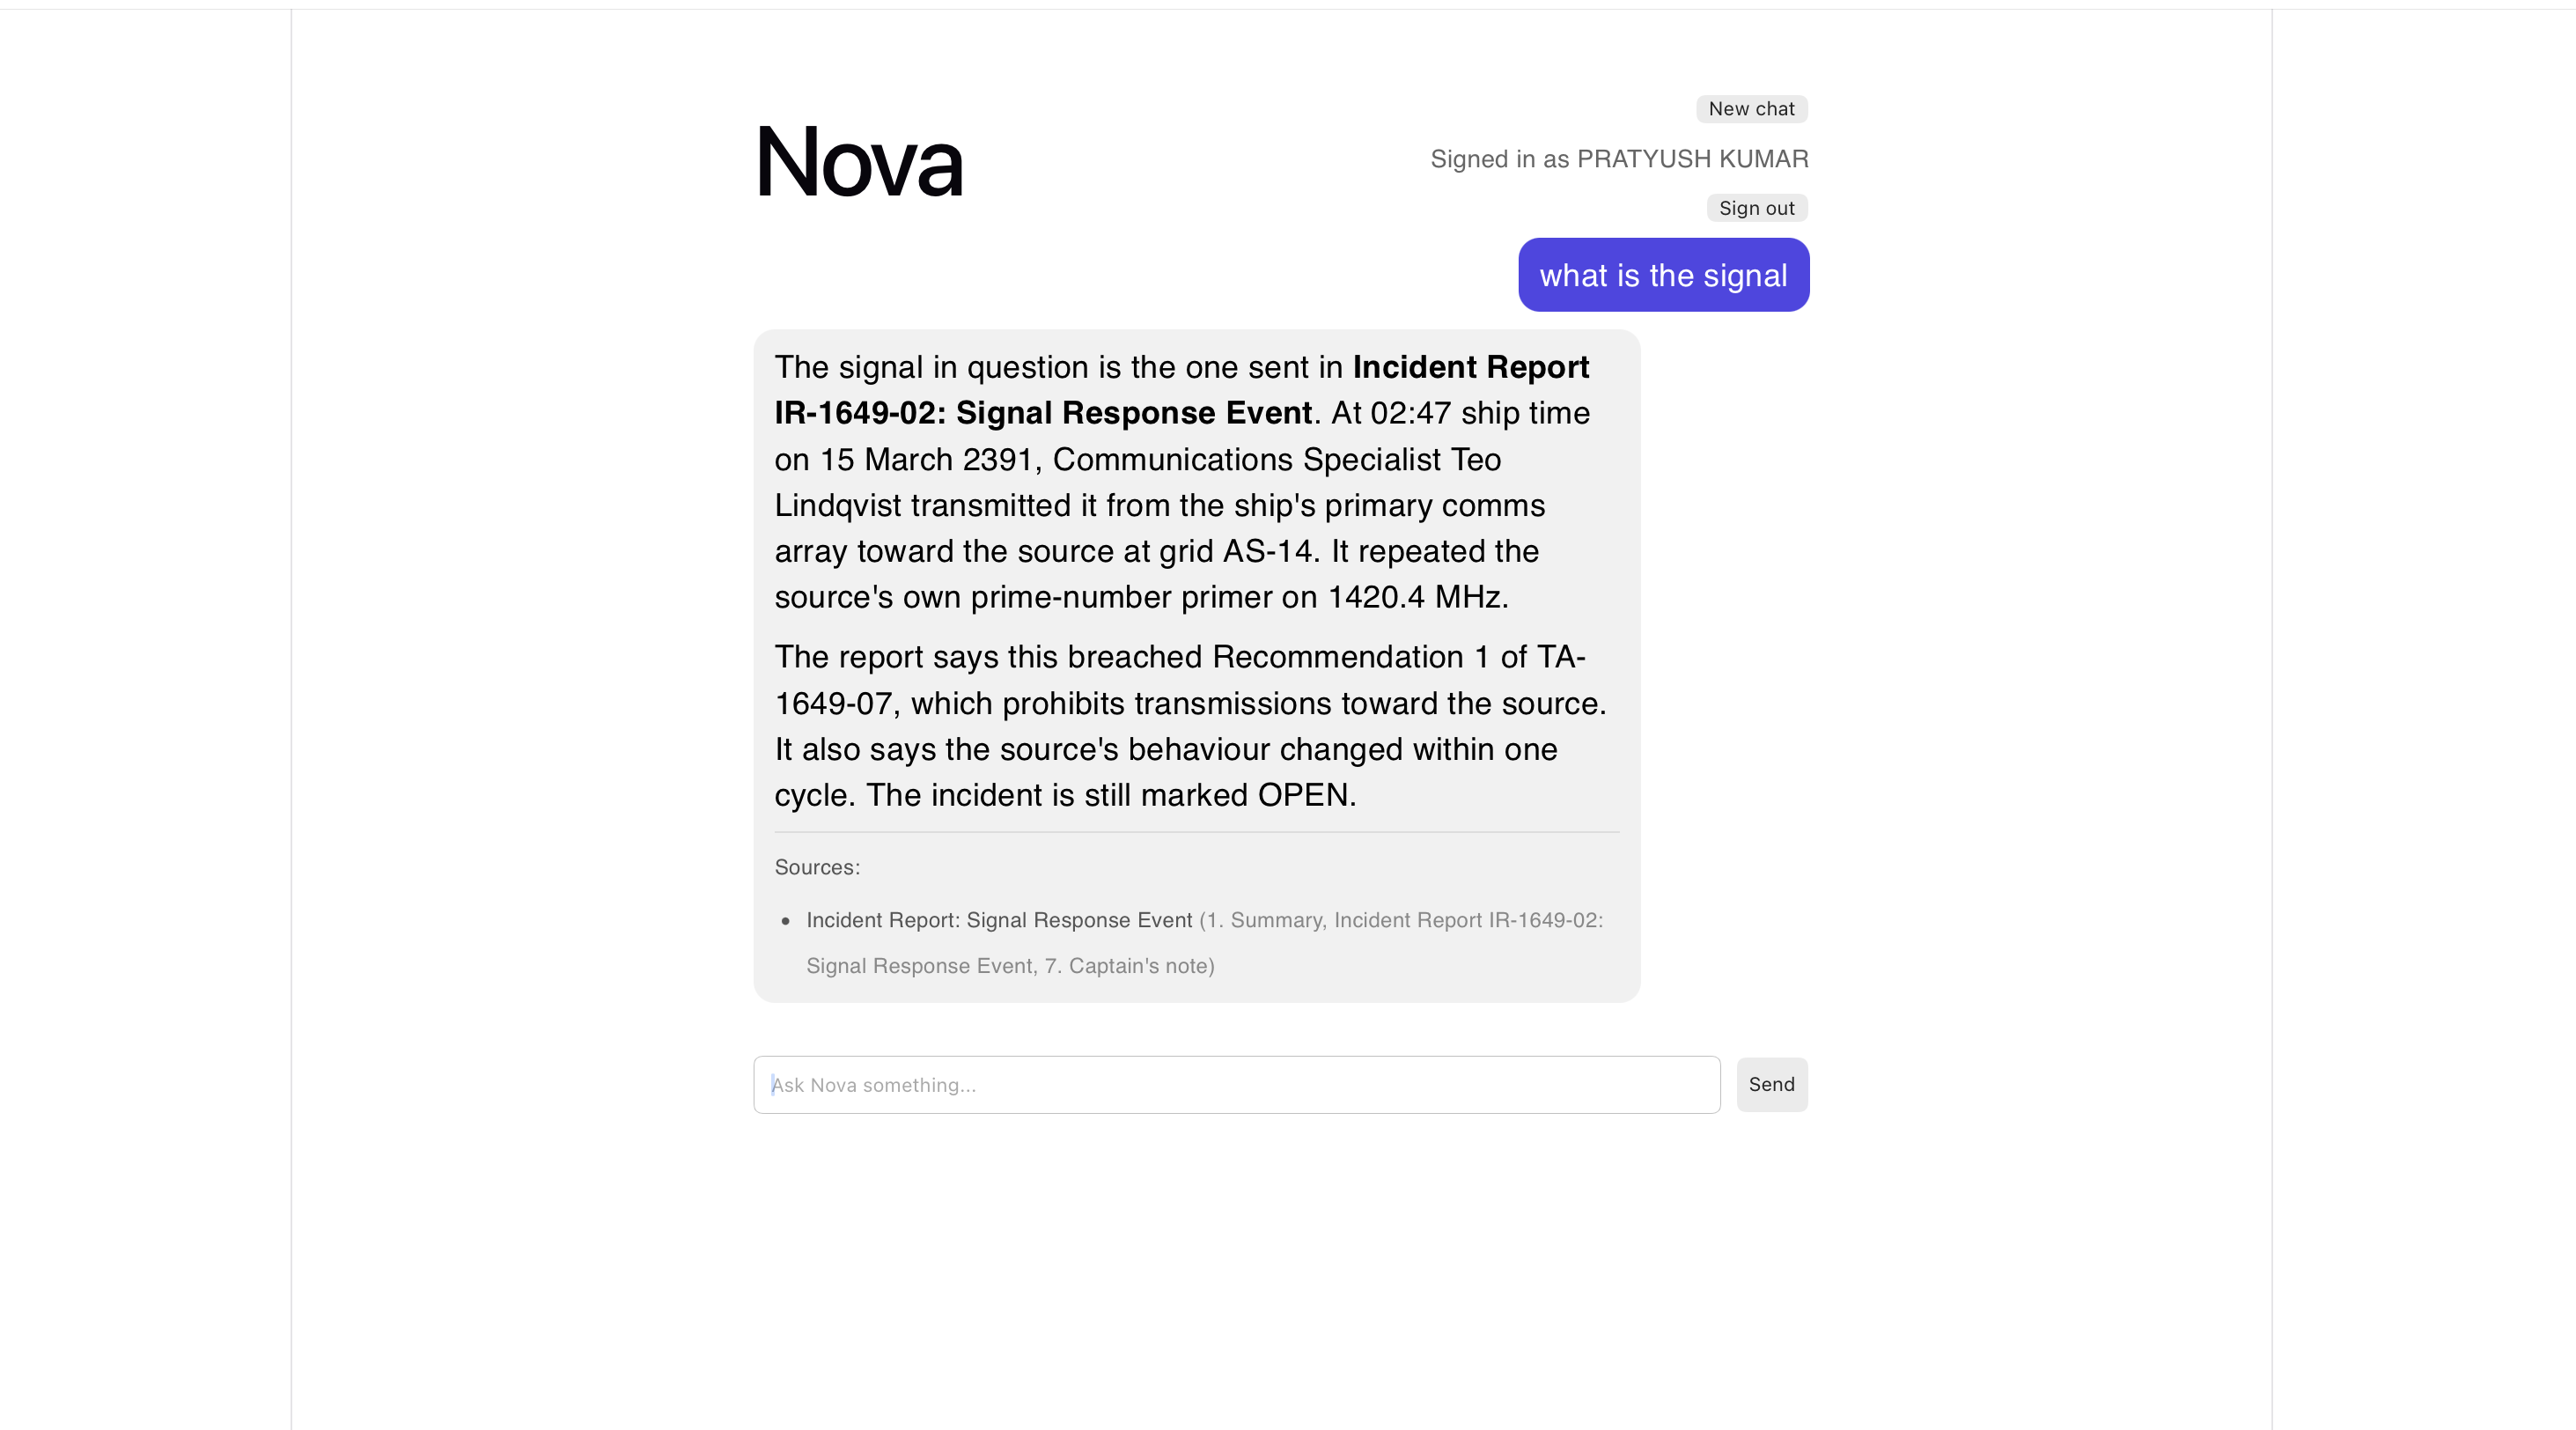 Nova
New chat
Signed in as PRATYUSH KUMAR
Sign out
what is the signal
The signal in question is the one sent in Incident Report
IR-1649-02: Signal Response Event. At 02:47 ship time
on 15 March 2391, Communications Specialist Teo
Lindqvist transmitted it from the ship's primary comms
array toward the source at grid AS-14. It repeated the
source's own prime-number primer on 1420.4 MHz.
The report says this breached Recommendation 1 of TA-
1649-07, which prohibits transmissions toward the source.
It also says the source's behaviour changed within one
cycle. The incident is still marked OPEN.
Sources:
• Incident Report: Signal Response Event (1. Summary, Incident Report IR-1649-02:
Signal Response Event, 7. Captain's note)
Ask Nova something...
Send